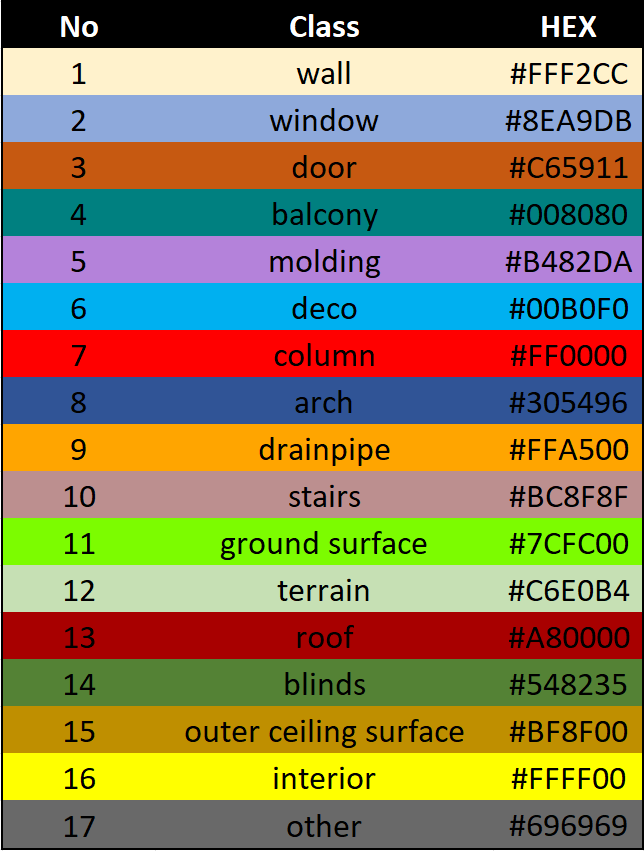 No Class HEX
1 wall #FFF2CC
2 window #8EA9DB
3 door #C65911
4 balcony #008080
5 molding #B482DA
6 deco #00B0F0
7 column #FF0000
8 arch #305496
9 drainpipe #FFA500
10 stairs #BC8F8F
11 ground surface #7CFC00
12 terrain #C6E0B4
13 roof #A80000
14 blinds #548235
15 outer ceiling surface #BF8F00
16 interior #FFFF00
17 other #696969